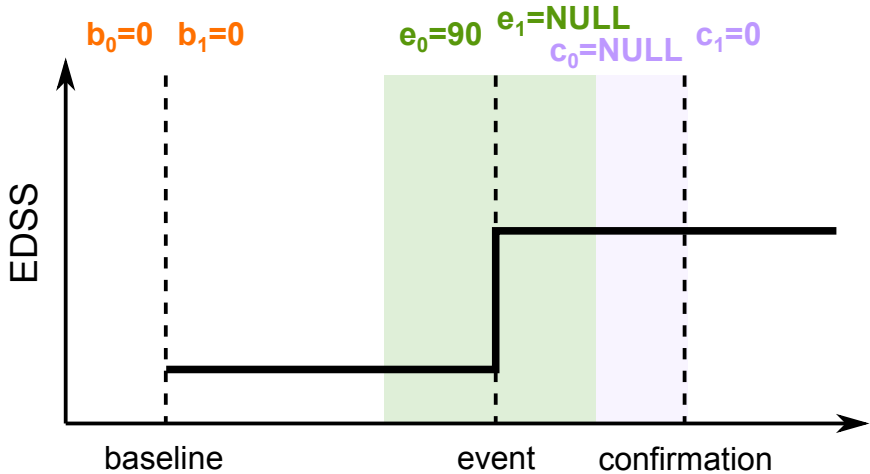 b₀=0 b₁=0 e₀=90 e₁=NULL
c₀=NULL c₁=0
EDSS
baseline event confirmation